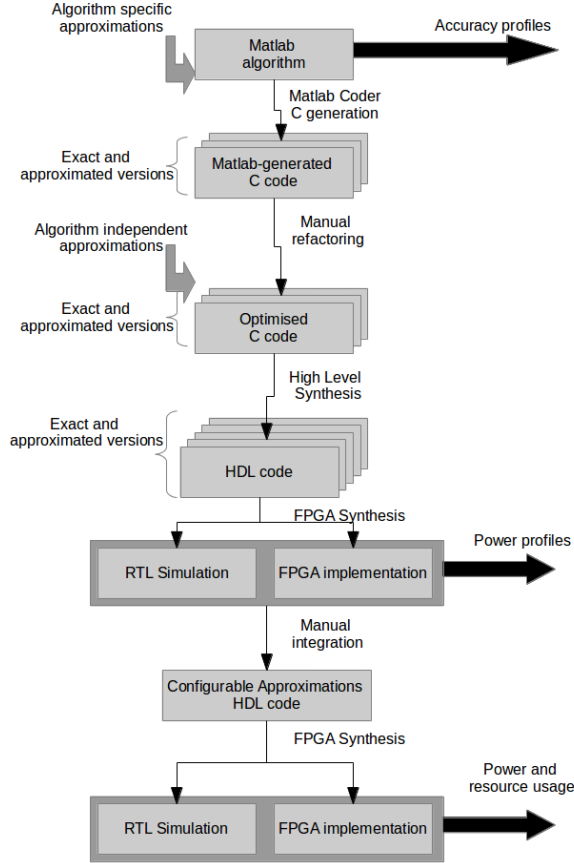 Algorithm specific
approximations
Accuracy profiles
Matlab
algorithm
Matlab Coder
C generation
Exact and
approximated versions
Matlab-generated
C code
Manual
refactoring
Algorithm independent
approximations
Exact and
approximated versions
Optimised
C code
High Level
Synthesis
Exact and
approximated versions
HDL code
FPGA Synthesis
Power profiles
RTL Simulation
FPGA implementation
Manual
integration
Configurable Approximations
HDL code
FPGA Synthesis
Power and
resource usage
RTL Simulation
FPGA implementation